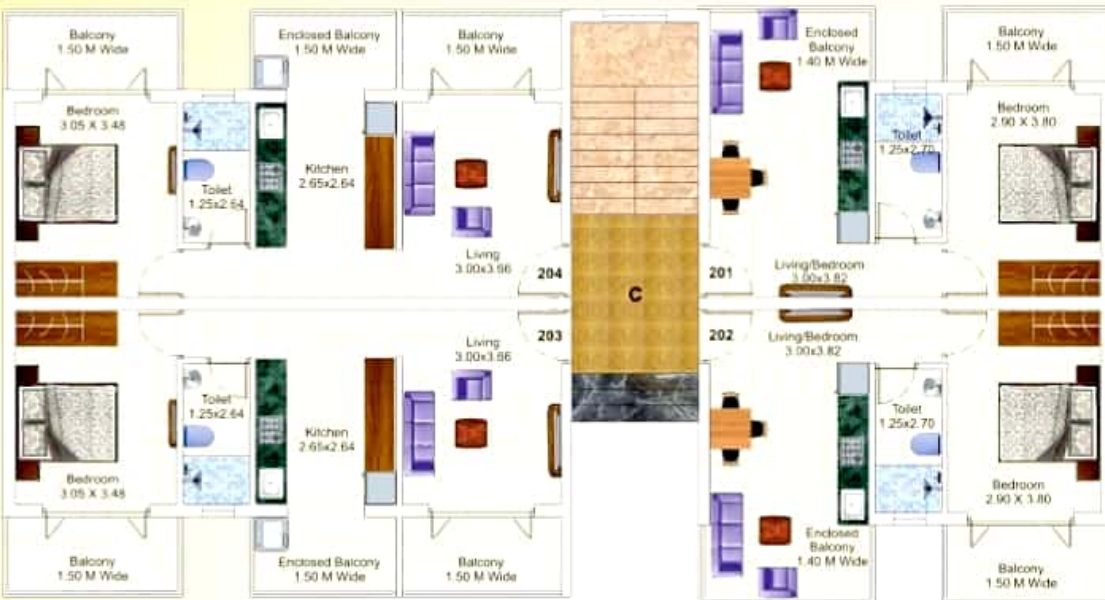 Balcony
1.50 M Wide
Enclosed Balcony
1.50 M Wide
Balcony
1.50 M Wide
Enclosed
Balcony
1.40 M Wide
Balcony
1.50 M Wide
Bedroom
3.05 X 3.48
Toilet
1.25x2.64
Kitchen
2.65x2.64
Living
3.00x3.66
204
C
201
Living/Bedroom
3.00x3.82
Toilet
1.25x2.70
Bedroom
2.90 X 3.80
203
202
Living
3.00x3.66
Living/Bedroom
3.00x3.82
Toilet
1.25x2.64
Kitchen
2.65x2.64
Toilet
1.25x2.70
Bedroom
3.05 X 3.48
Bedroom
2.90 X 3.80
Balcony
1.50 M Wide
Enclosed Balcony
1.50 M Wide
Balcony
1.50 M Wide
Enclosed
Balcony
1.40 M Wide
Balcony
1.50 M Wide